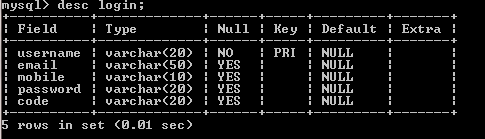 mysql> desc login;
+----------+-------------+------+-----+---------+-------+
| Field    | Type        | Null | Key | Default | Extra |
+----------+-------------+------+-----+---------+-------+
| username | varchar(20) | NO   | PRI | NULL    |       |
| email    | varchar(50) | YES  |     | NULL    |       |
| mobile   | varchar(10) | YES  |     | NULL    |       |
| password | varchar(20) | YES  |     | NULL    |       |
| code     | varchar(20) | YES  |     | NULL    |       |
+----------+-------------+------+-----+---------+-------+
5 rows in set (0.01 sec)